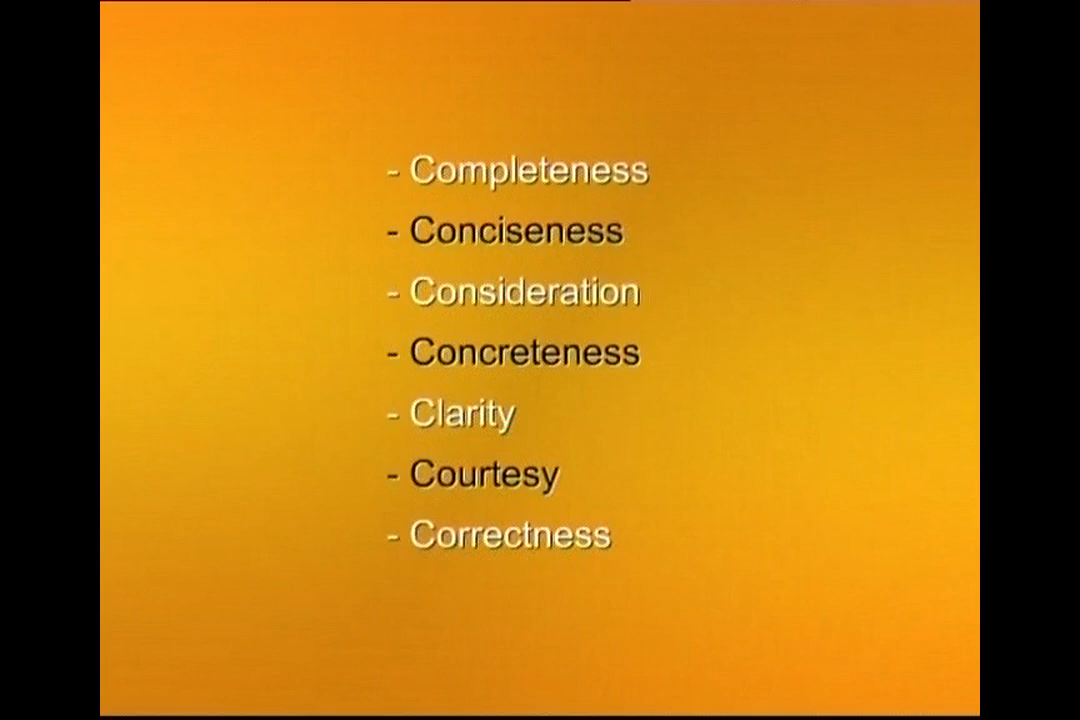 - Completeness
- Conciseness
- Consideration
- Concreteness
- Clarity
- Courtesy
- Correctness